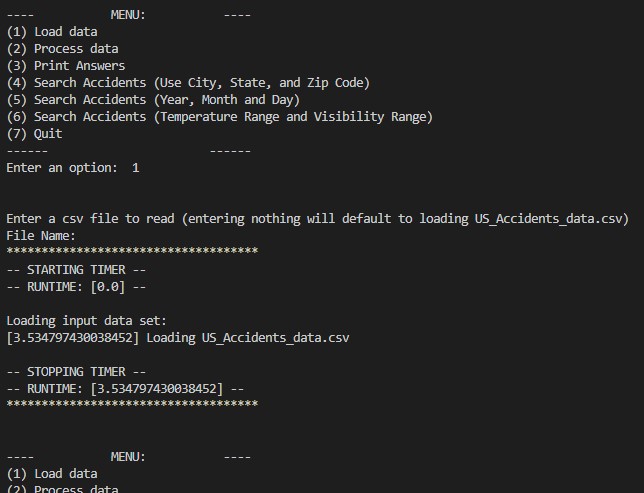 ----           MENU:           ----
(1) Load data
(2) Process data
(3) Print Answers
(4) Search Accidents (Use City, State, and Zip Code)
(5) Search Accidents (Year, Month and Day)
(6) Search Accidents (Temperature Range and Visibility Range)
(7) Quit
------                       ------
Enter an option:  1
Enter a csv file to read (entering nothing will default to loading US_Accidents_data.csv)
File Name:
************************************
-- STARTING TIMER --
-- RUNTIME: [0.0] --
Loading input data set:
[3.534797430038452] Loading US_Accidents_data.csv
-- STOPPING TIMER --
-- RUNTIME: [3.534797430038452] --
************************************
----           MENU:           ----
(1) Load data
(2) Process data